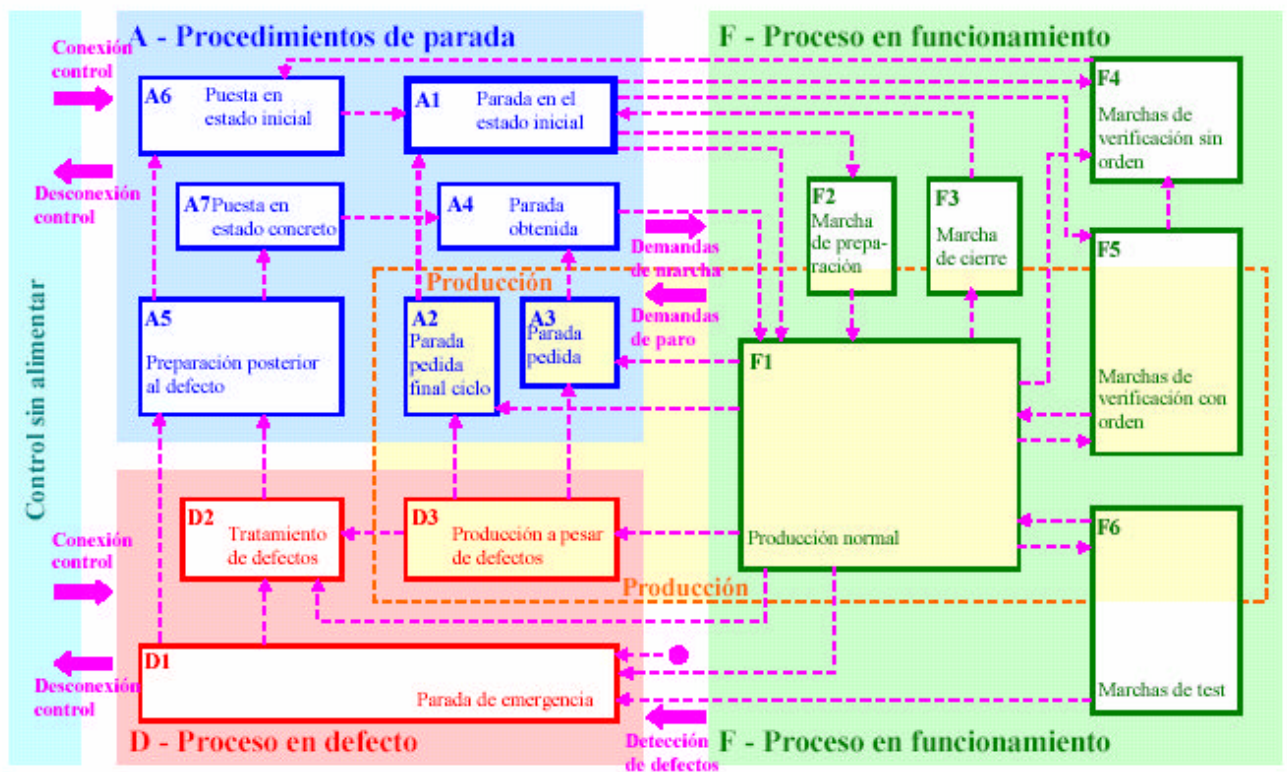 A - Procedimientos de parada
F - Proceso en funcionamiento
Conexión
control
A6
Puesta en
estado inicial
A1
Parada en el
estado inicial
F4
Marchas de
verificación sin
orden
Desconexión
control
A7
Puesta en
estado concreto
A4
Parada
obtenida
Demandas
de marcha
F2
Marcha
de prepa-
ración
F3
Marcha
de cierre
F5
Marchas de
verificación con
orden
Producción
Demandas
de paro
A5
Preparación posterior
al defecto
A2
Parada
pedida
final ciclo
A3
Parada
pedida
F1
Producción normal
Control sin alimentar
Conexión
control
D2
Tratamiento
de defectos
D3
Producción a pesar
de defectos
F6
Marchas de test
Producción
D1
Parada de emergencia
Desconexión
control
D - Proceso en defecto
Detección
de defectos
F - Proceso en funcionamiento